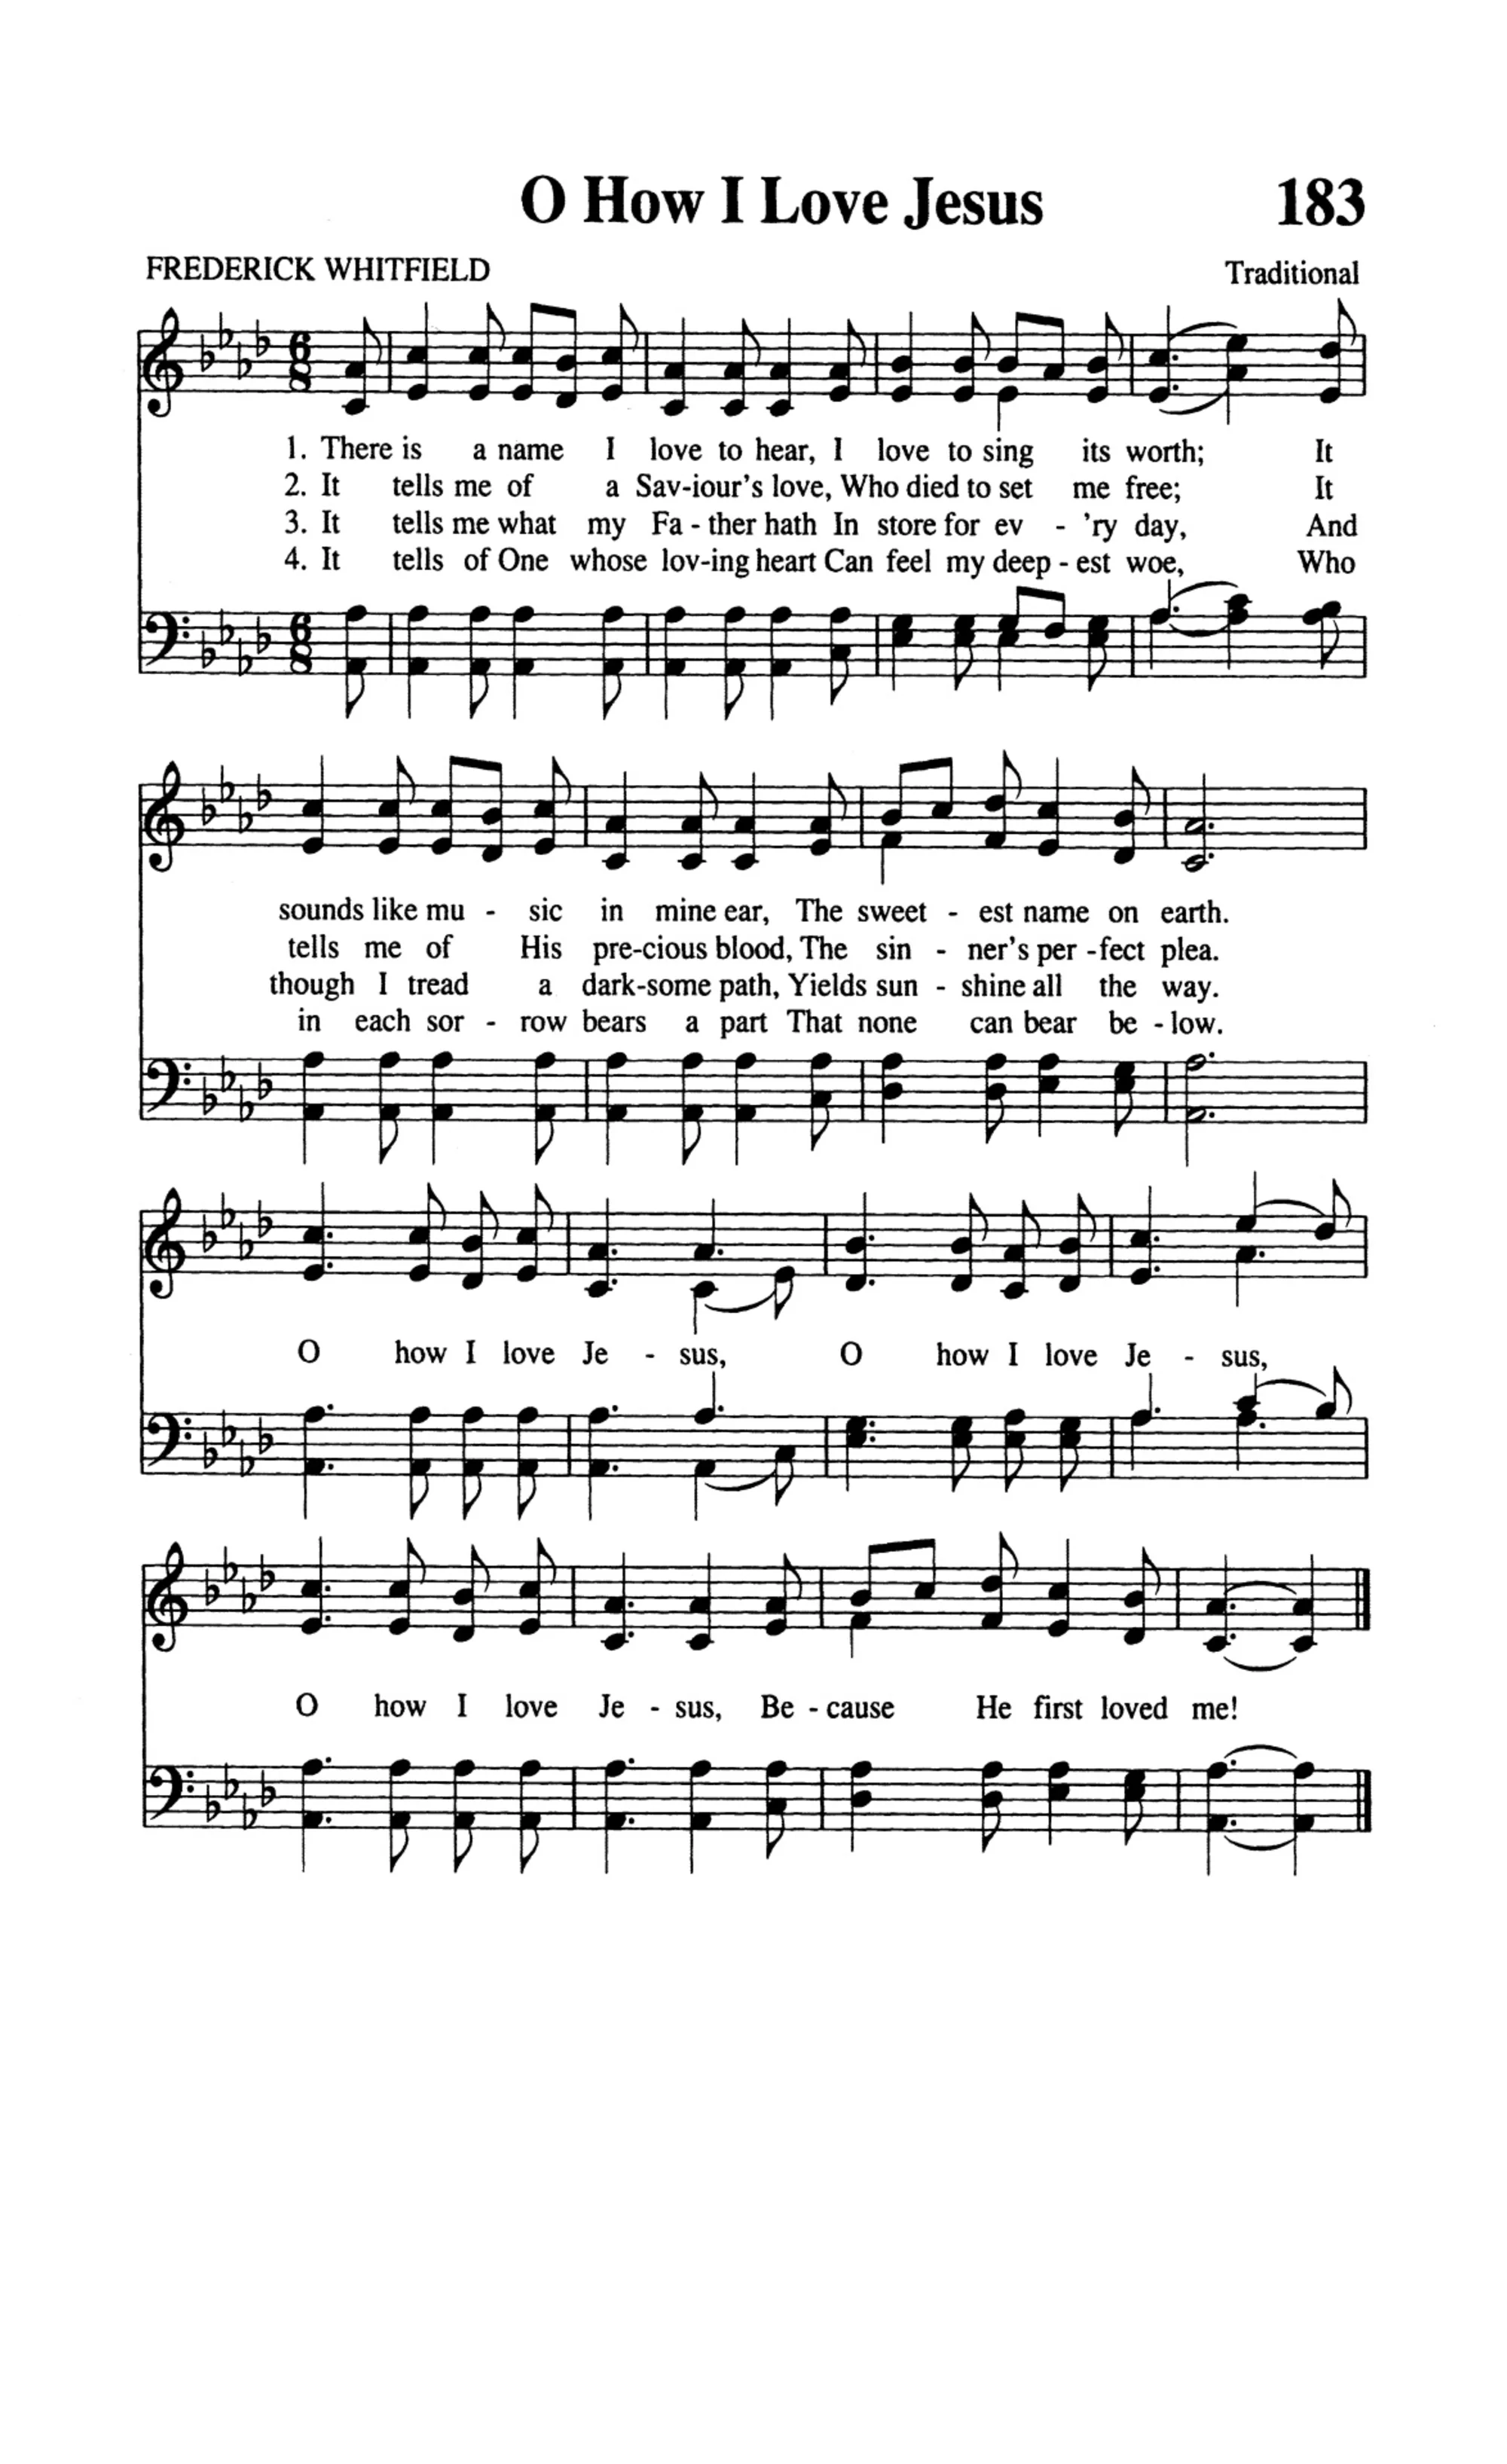 O How I Love Jesus 183
FREDERICK WHITFIELD Traditional
1. There is a name I love to hear, I love to sing its worth; It
2. It tells me of a Sav-iour's love, Who died to set me free; It
3. It tells me what my Fa - ther hath In store for ev - 'ry day, And
4. It tells of One whose lov-ing heart Can feel my deep - est woe, Who
sounds like mu - sic in mine ear, The sweet - est name on earth.
tells me of His pre-cious blood, The sin - ner's per - fect plea.
though I tread a dark-some path, Yields sun - shine all the way.
in each sor - row bears a part That none can bear be - low.
O how I love Je - sus, O how I love Je - sus,
O how I love Je - sus, Be - cause He first loved me!